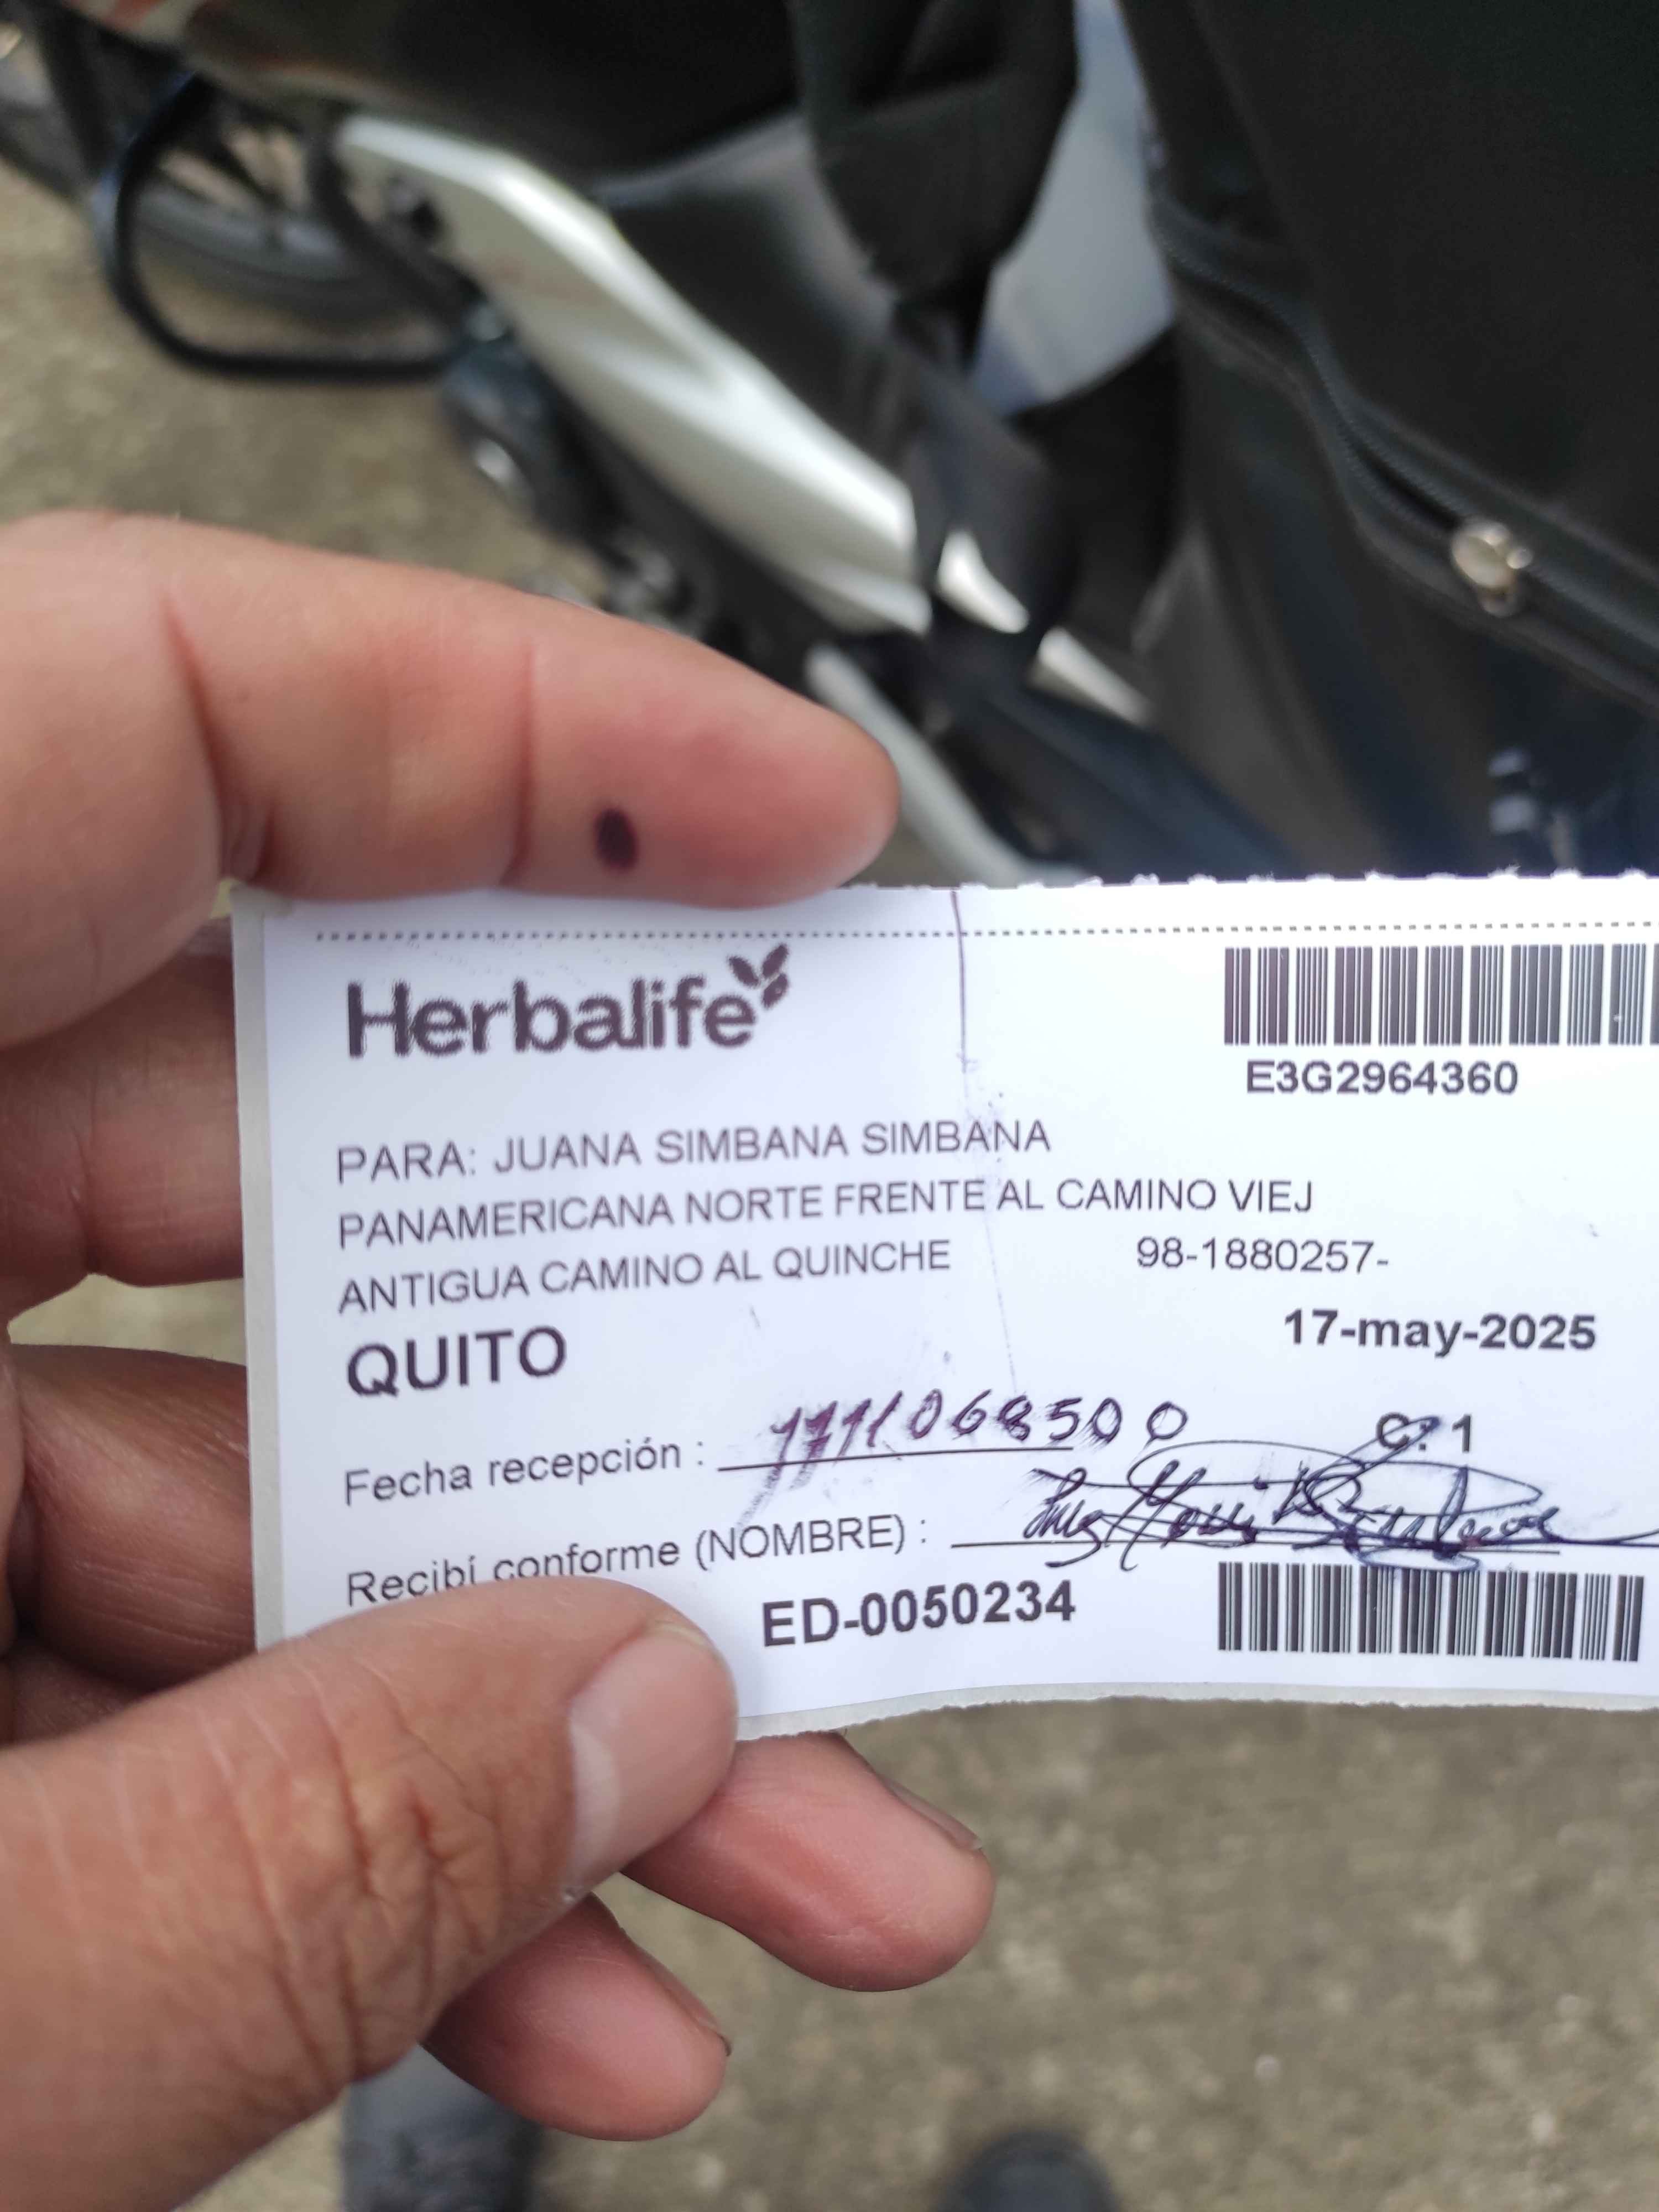 Herbalife
E3G2964360
PARA: JUANA SIMBANA SIMBANA
PANAMERICANA NORTE FRENTE AL CAMINO VIEJ
ANTIGUA CAMINO AL QUINCHE 98-1880257-
17-may-2025
QUITO
C: 1
Fecha recepción : 1711068500
Recibí conforme (NOMBRE) :
ED-0050234